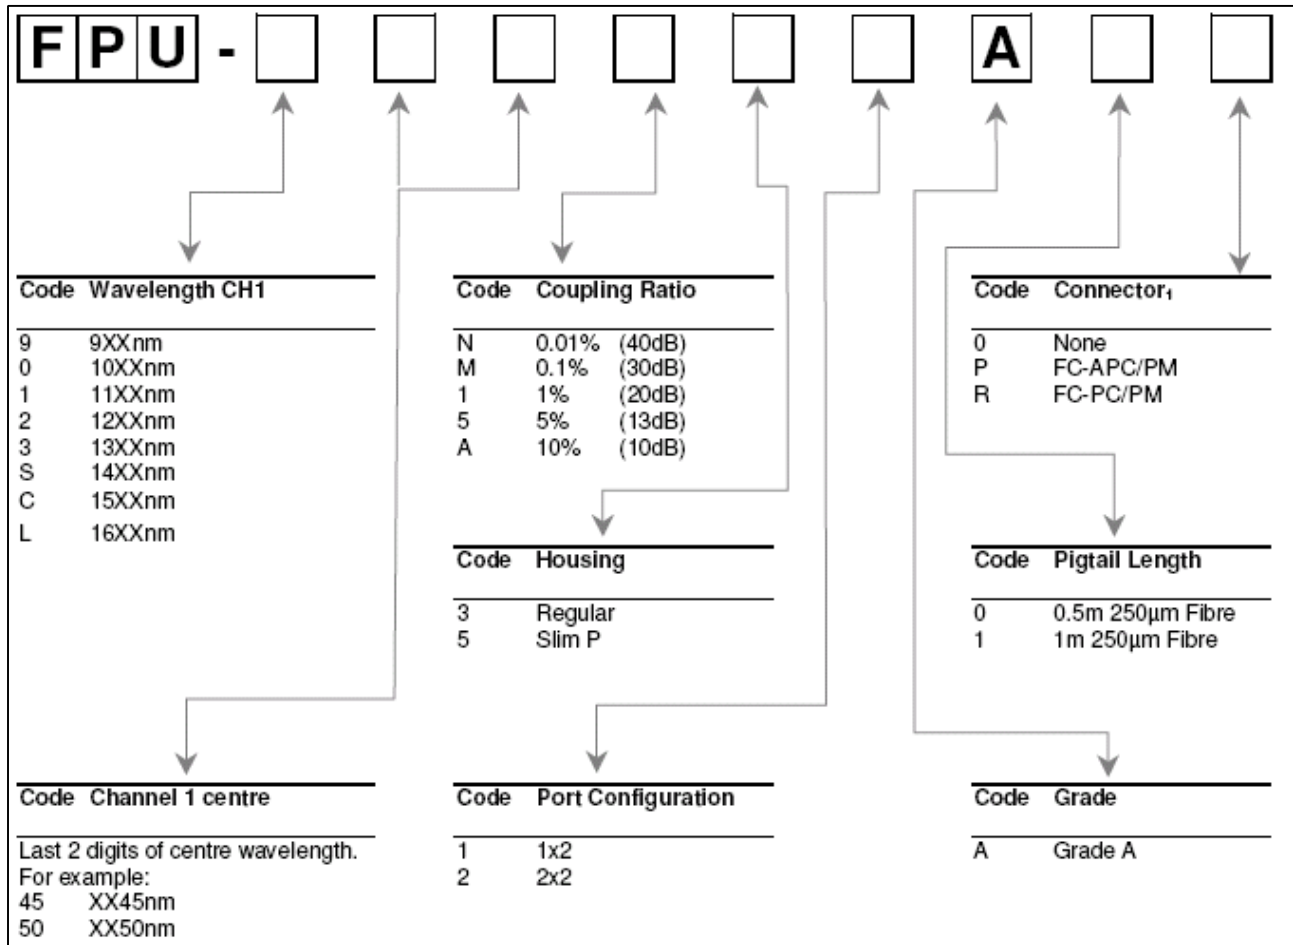 FPU - A
Code Wavelength CH1
9 9XXnm
0 10XXnm
1 11XXnm
2 12XXnm
3 13XXnm
S 14XXnm
C 15XXnm
L 16XXnm
Code Coupling Ratio
N 0.01% (40dB)
M 0.1% (30dB)
1 1% (20dB)
5 5% (13dB)
A 10% (10dB)
Code Connector₁
0 None
P FC-APC/PM
R FC-PC/PM
Code Housing
3 Regular
5 Slim P
Code Pigtail Length
0 0.5m 250µm Fibre
1 1m 250µm Fibre
Code Channel 1 centre
Last 2 digits of centre wavelength.
For example:
45 XX45nm
50 XX50nm
Code Port Configuration
1 1x2
2 2x2
Code Grade
A Grade A